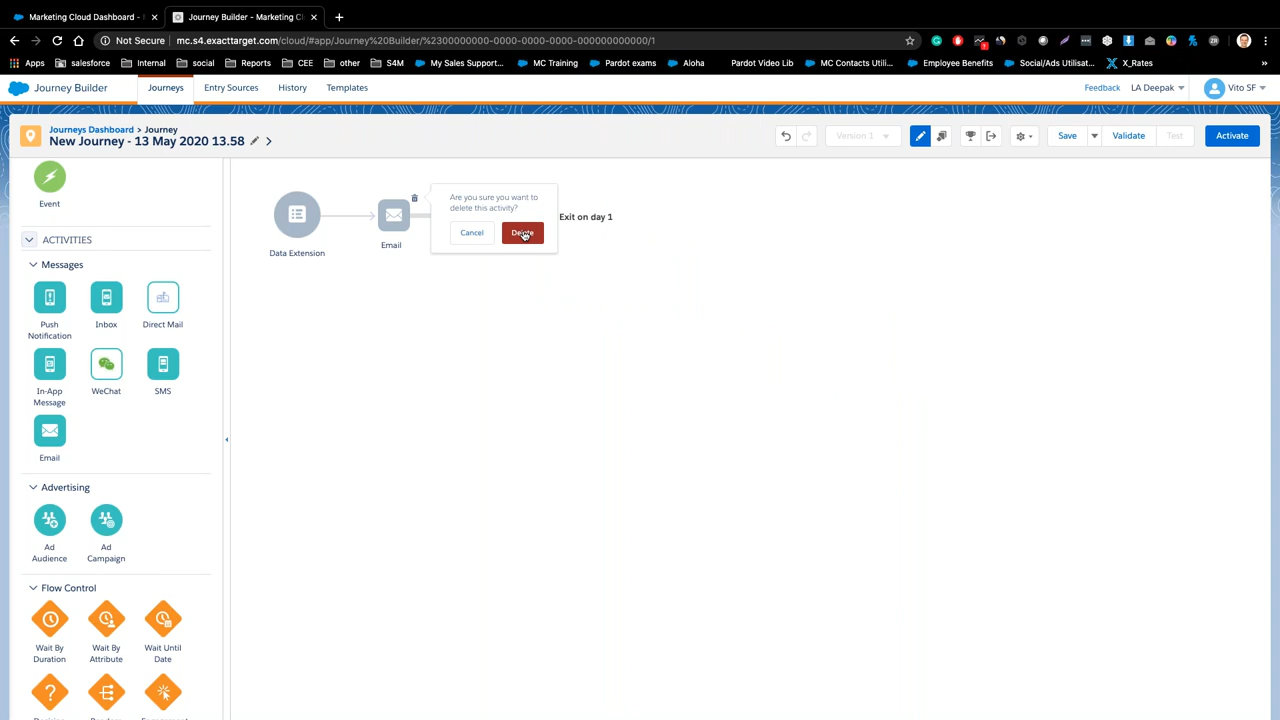 Marketing Cloud Dashboard -
Journey Builder - Marketing Cl
Not Secure
mc.s4.exacttarget.com/cloud/#app/Journey%20Builder/%2300000000-0000-0000-0000-000000000000/1
Apps
salesforce
Internal
social
Reports
CEE
other
S4M
My Sales Support...
MC Training
Pardot exams
Aloha
Pardot Video Lib
MC Contacts Utili...
Employee Benefits
Social/Ads Utilisat...
X_Rates
Journey Builder
Journeys
Entry Sources
History
Templates
Feedback
LA Deepak
Vito SF
Journeys Dashboard > Journey
New Journey - 13 May 2020 13.58
Version 1
Save
Validate
Test
Activate
Event
ACTIVITIES
Messages
Push
Notification
Inbox
Direct Mail
In-App
Message
WeChat
SMS
Email
Advertising
Ad
Audience
Ad
Campaign
Flow Control
Wait By
Duration
Wait By
Attribute
Wait Until
Date
Data Extension
Email
Are you sure you want to
delete this activity?
Cancel
Delete
Exit on day 1